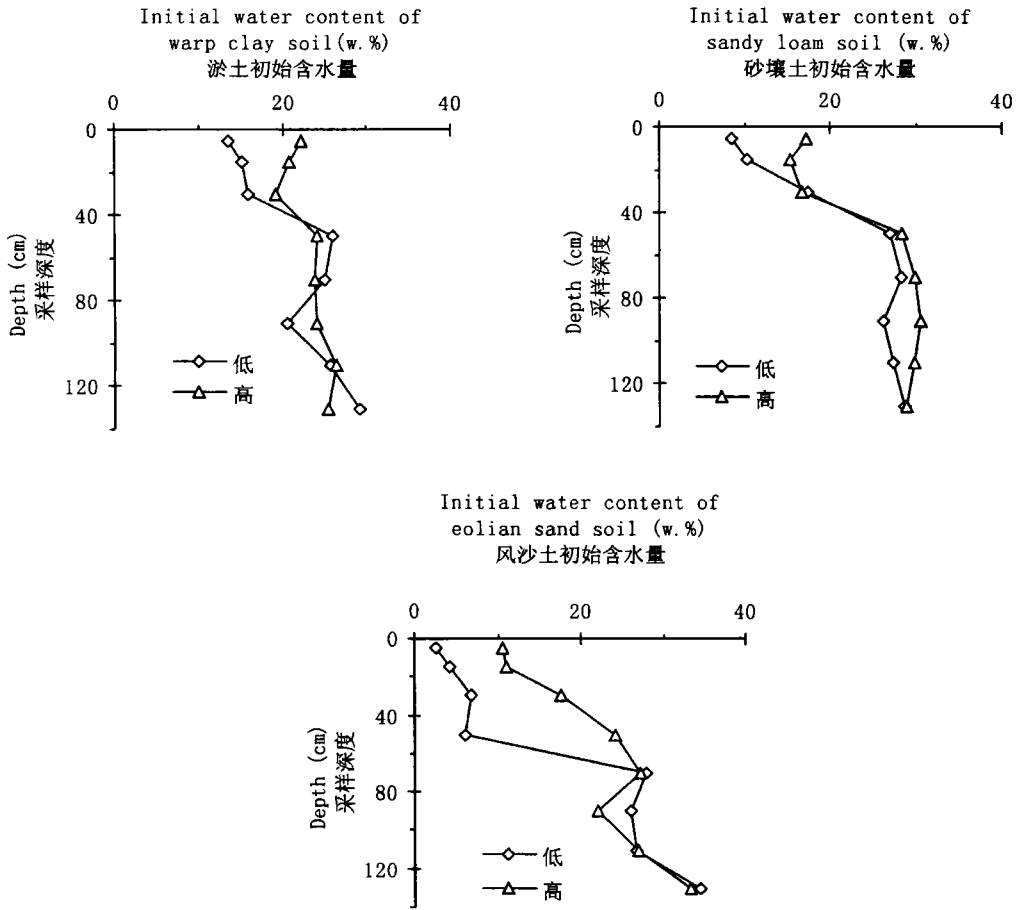 Initial water content of
warp clay soil(w.%)
淤土初始含水量
0 20 40
0
40
80
120
Depth (cm)
采样深度
低
高
Initial water content of
sandy loam soil (w.%)
砂壤土初始含水量
0 20 40
0
40
80
120
Depth (cm)
采样深度
低
高
Initial water content of
eolian sand soil (w.%)
风沙土初始含水量
0 20 40
0
40
80
120
Depth (cm)
采样深度
低
高